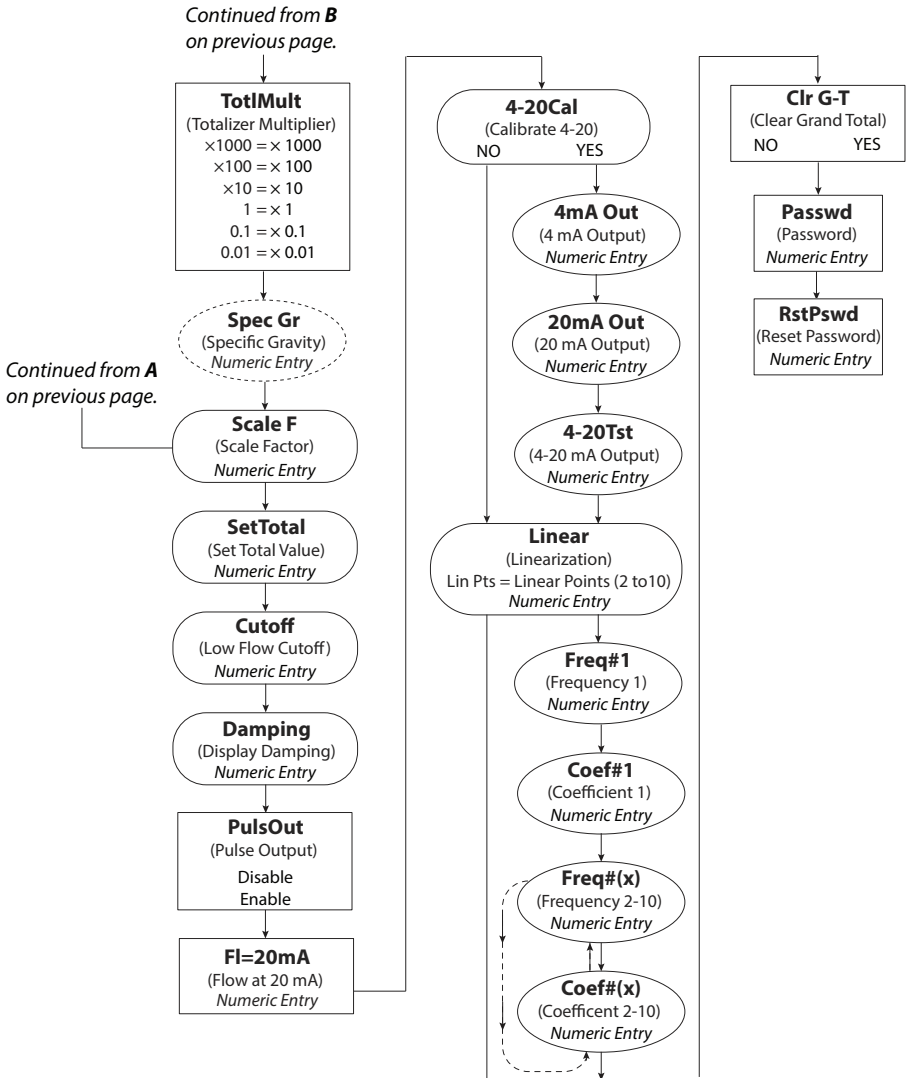 Continued from B
on previous page.
TotlMult
(Totalizer Multiplier)
×1000 = × 1000
×100 = × 100
×10 = × 10
1 = × 1
0.1 = × 0.1
0.01 = × 0.01
Spec Gr
(Specific Gravity)
Numeric Entry
Continued from A
on previous page.
Scale F
(Scale Factor)
Numeric Entry
SetTotal
(Set Total Value)
Numeric Entry
Cutoff
(Low Flow Cutoff)
Numeric Entry
Damping
(Display Damping)
Numeric Entry
PulsOut
(Pulse Output)
Disable
Enable
Fl=20mA
(Flow at 20 mA)
Numeric Entry
4-20Cal
(Calibrate 4-20)
NO YES
4mA Out
(4 mA Output)
Numeric Entry
20mA Out
(20 mA Output)
Numeric Entry
4-20Tst
(4-20 mA Output)
Numeric Entry
Linear
(Linearization)
Lin Pts = Linear Points (2 to10)
Numeric Entry
Freq#1
(Frequency 1)
Numeric Entry
Coef#1
(Coefficient 1)
Numeric Entry
Freq#(x)
(Frequency 2-10)
Numeric Entry
Coef#(x)
(Coefficent 2-10)
Numeric Entry
Clr G-T
(Clear Grand Total)
NO YES
Passwd
(Password)
Numeric Entry
RstPswd
(Reset Password)
Numeric Entry